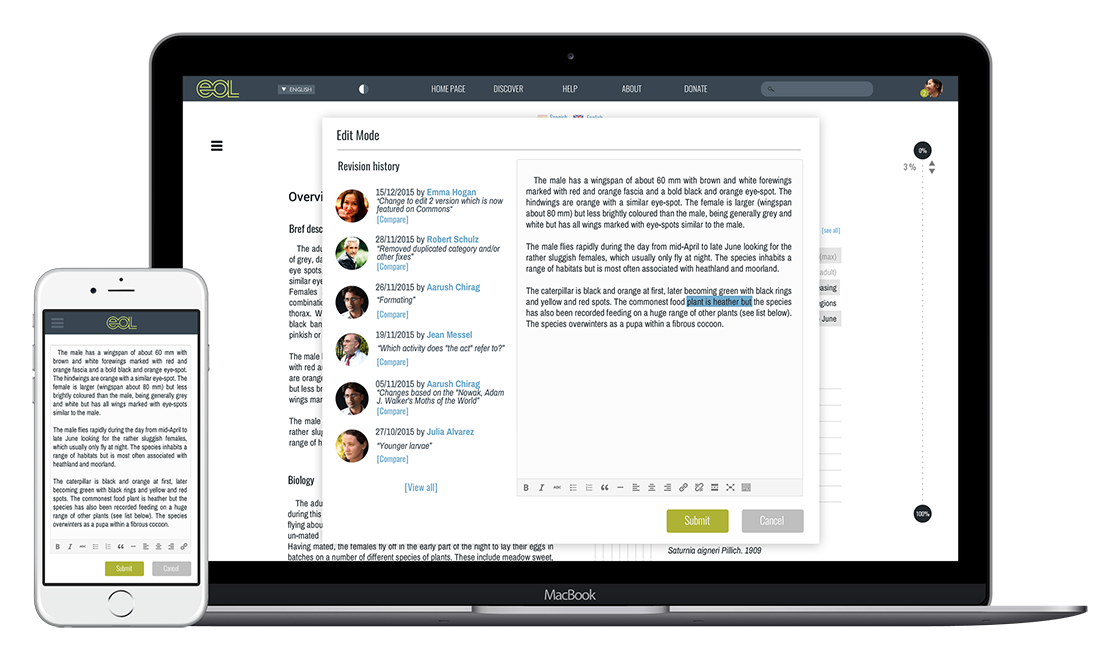 eOL
ENGLISH
HOME PAGE
DISCOVER
HELP
ABOUT
DONATE
Spanish
English
Edit Mode
Revision history
15/12/2015 by Emma Hogan
"Change to edit 2 version which is now
featured on Commons"
[Compare]
28/11/2015 by Robert Schulz
"Removed duplicated category and/or
other fixes"
[Compare]
26/11/2015 by Aarush Chirag
"Formating"
[Compare]
19/11/2015 by Jean Messel
"Which activity does "the act" refer to?"
[Compare]
05/11/2015 by Aarush Chirag
"Changes based on the "Nowak, Adam
J. Walker's Moths of the World"
[Compare]
27/10/2015 by Julia Alvarez
"Younger larvae"
[Compare]
[View all]
The male has a wingspan of about 60 mm with brown and white forewings
marked with red and orange fascia and a bold black and orange eye-spot. The
hindwings are orange with a similar eye-spot. The female is larger (wingspan
about 80 mm) but less brightly coloured than the male, being generally grey and
white but has all wings marked with eye-spots similar to the male.
The male flies rapidly during the day from mid-April to late June looking for the
rather sluggish females, which usually only fly at night. The species inhabits a
range of habitats but is most often associated with heathland and moorland.
The caterpillar is black and orange at first, later becoming green with black rings
and yellow and red spots. The commonest food plant is heather but the species
has also been recorded feeding on a huge range of other plants (see list below).
The species overwinters as a pupa within a fibrous cocoon.
B I ABC
Submit
Cancel
Overvi
Bref desc
The adu
of grey, da
eye spots,
similar eye
Females
combinatio
thorax. W
black ban
pinkish or
The male h
with red an
are orange
but less br
wings mar
The male
rather slug
range of h
Biology
The adu
during this
flying abou
un-mated
Having mated, the females fly off in the early part of the night to lay their eggs in
batches on a number of different species of plants. These include meadow sweet,
0%
3 %
[see all]
(max)
adult)
asing
gions
- June
100%
Saturnia aigneri Pillich. 1909
MacBook
eOL
The male has a wingspan of about 60 mm with
brown and white forewings marked with red and
orange fascia and a bold black and orange eye-spot.
The hindwings are orange with a similar eye-spot. The
female is larger (wingspan about 80 mm) but less
brightly coloured than the male, being generally grey
and white but has all wings marked with eye-spots
similar to the male.
The male flies rapidly during the day from mid-April to
late June looking for the rather sluggish females,
which usually only fly at night. The species inhabits a
range of habitats but is most often associated with
heathland and moorland.
The caterpillar is black and orange at first, later
becoming green with black rings and yellow and red
spots. The commonest food plant is heather but the
species has also been recorded feeding on a huge
range of other plants (see list below). The species
overwinters as a pupa within a fibrous cocoon.
B I ABC
Submit
Cancel